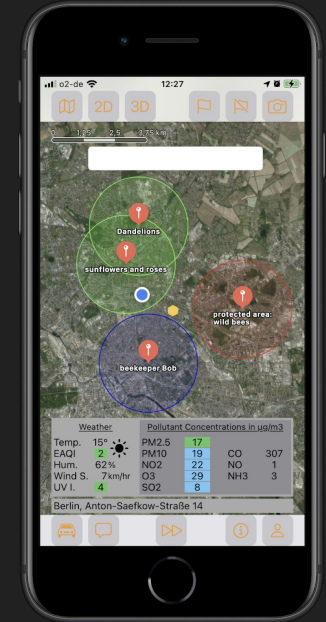 o2-de 12:27
2D 3D
0 1,25 2,5 3,75 km
Dandelions
sunflowers and roses
protected area:
wild bees
beekeeper Bob
Weather Pollutant Concentrations in µg/m3
Temp. 15° PM2.5 17
EAQI 2 PM10 19 CO 307
Hum. 62% NO2 22 NO 1
Wind S. 7 km/hr O3 29 NH3 3
UV I. 4 SO2 8
Berlin, Anton-Saefkow-Straße 14